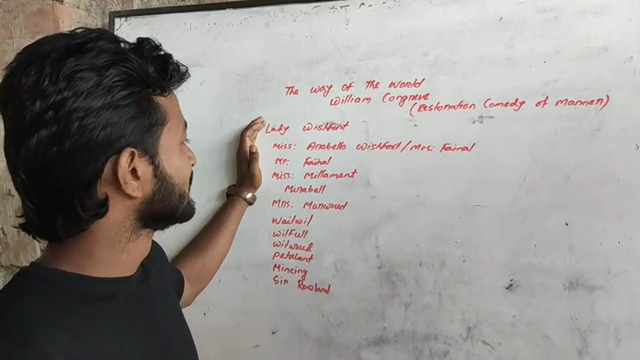 The Way of The World
William Congreve
(Restoration Comedy of Manners)
Lady Wishfort
Miss: Anabella Wishfort/Mrs: Fainal
Mr: Fainal
Miss: Millament
Mirabell
Mrs: Marwood
Waitwil
Wilfull
Witwoud
Petulant
Mincing
Sir Rowland